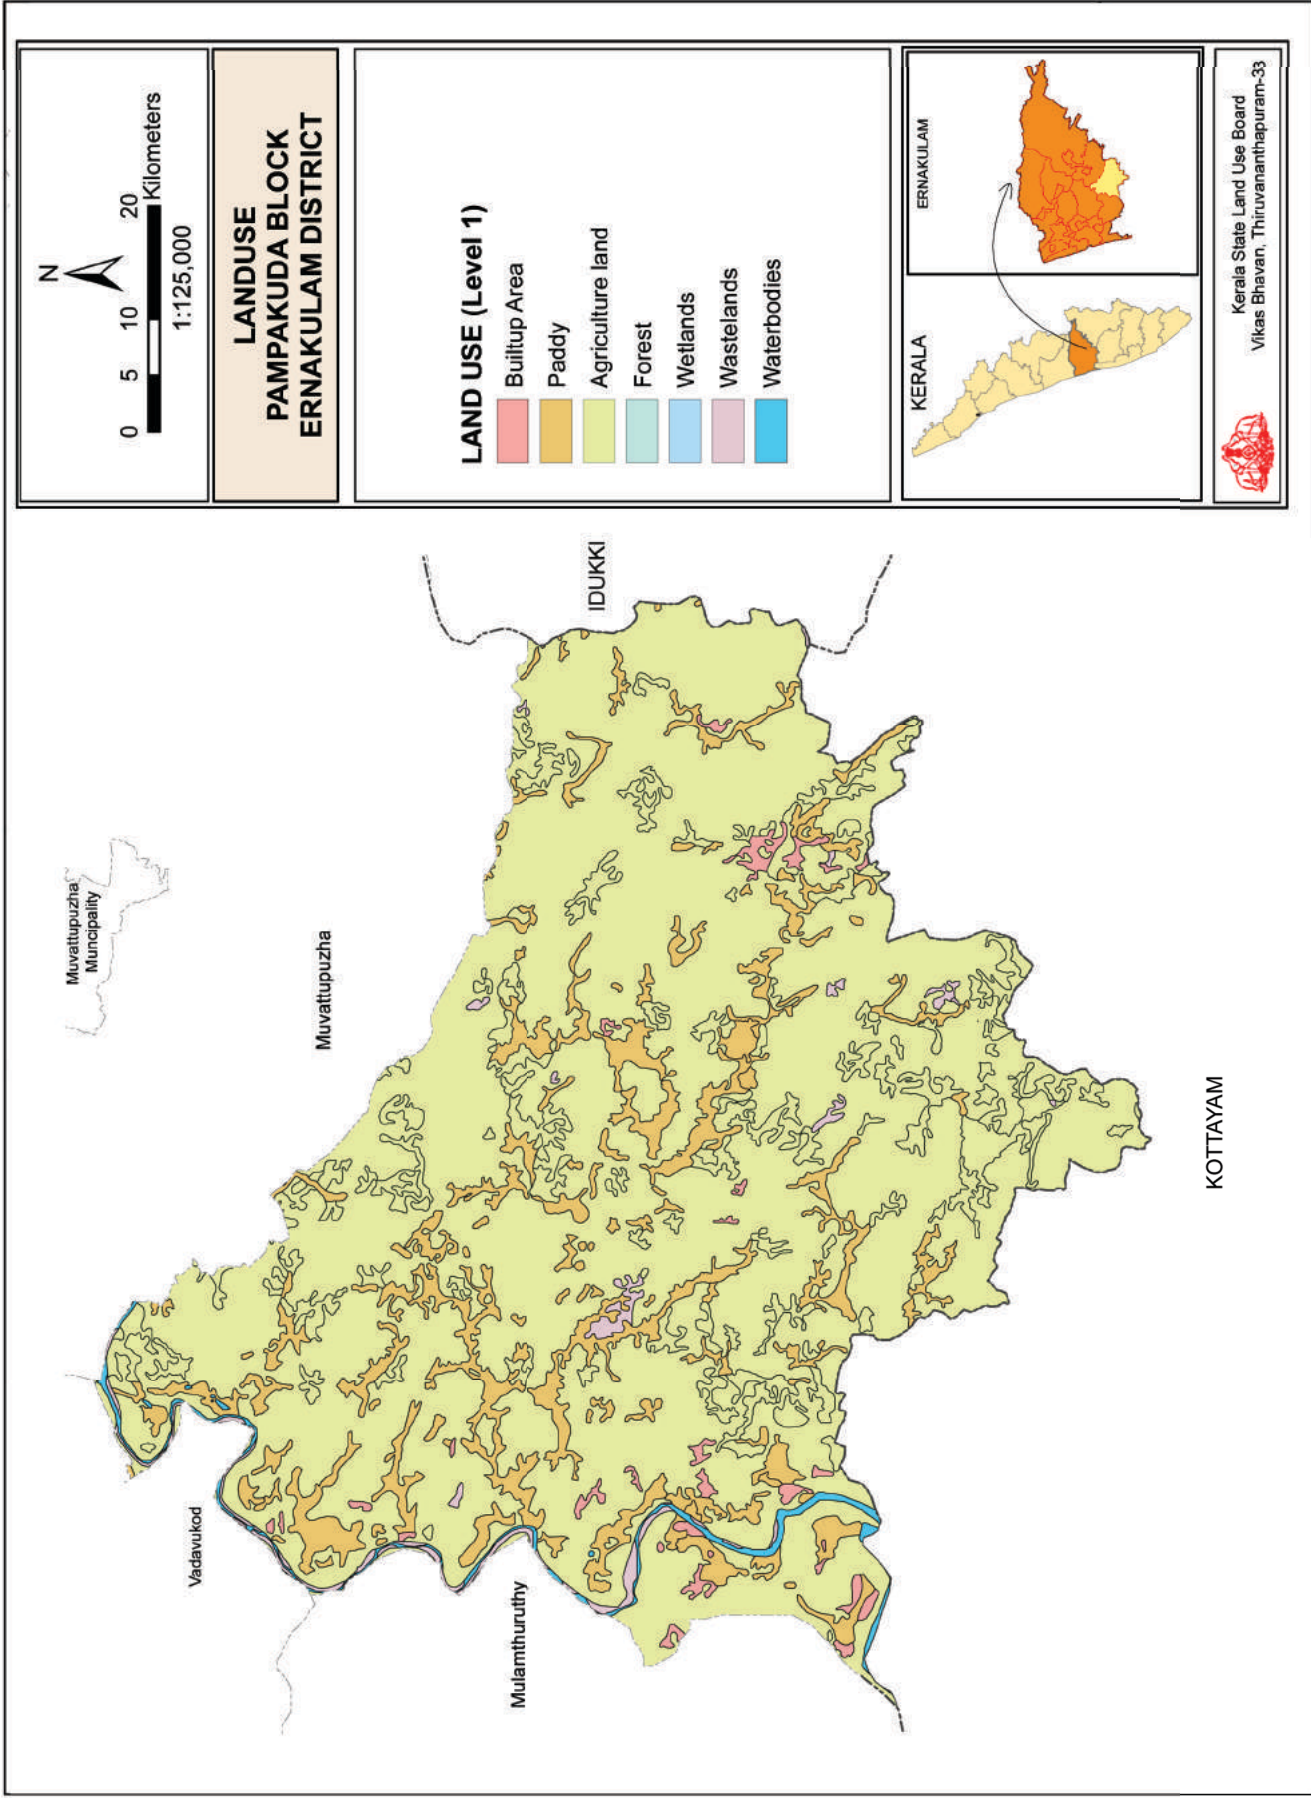 N
0 5 10 20
Kilometers
1:125,000
LANDUSE
PAMPAKUDA BLOCK
ERNAKULAM DISTRICT
LAND USE (Level 1)
Builtup Area
Paddy
Agriculture land
Forest
Wetlands
Wastelands
Waterbodies
KERALA
ERNAKULAM
Kerala State Land Use Board
Vikas Bhavan, Thiruvananthapuram-33
Muvattupuzha
Muncipality
Muvattupuzha
Vadavukod
Mulamthuruthy
IDUKKI
KOTTAYAM